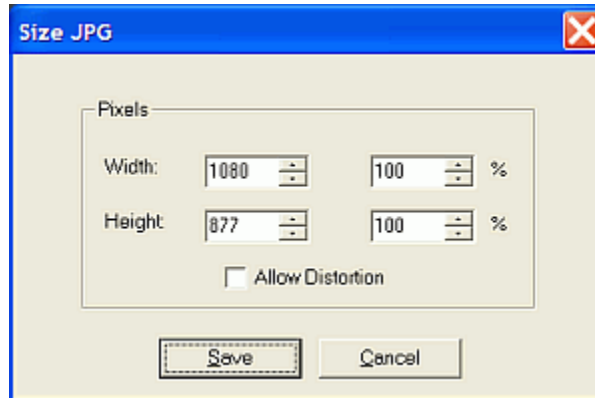 Size JPG
Pixels
Width: 1080 100 %
Height: 877 100 %
Allow Distortion
Save Cancel